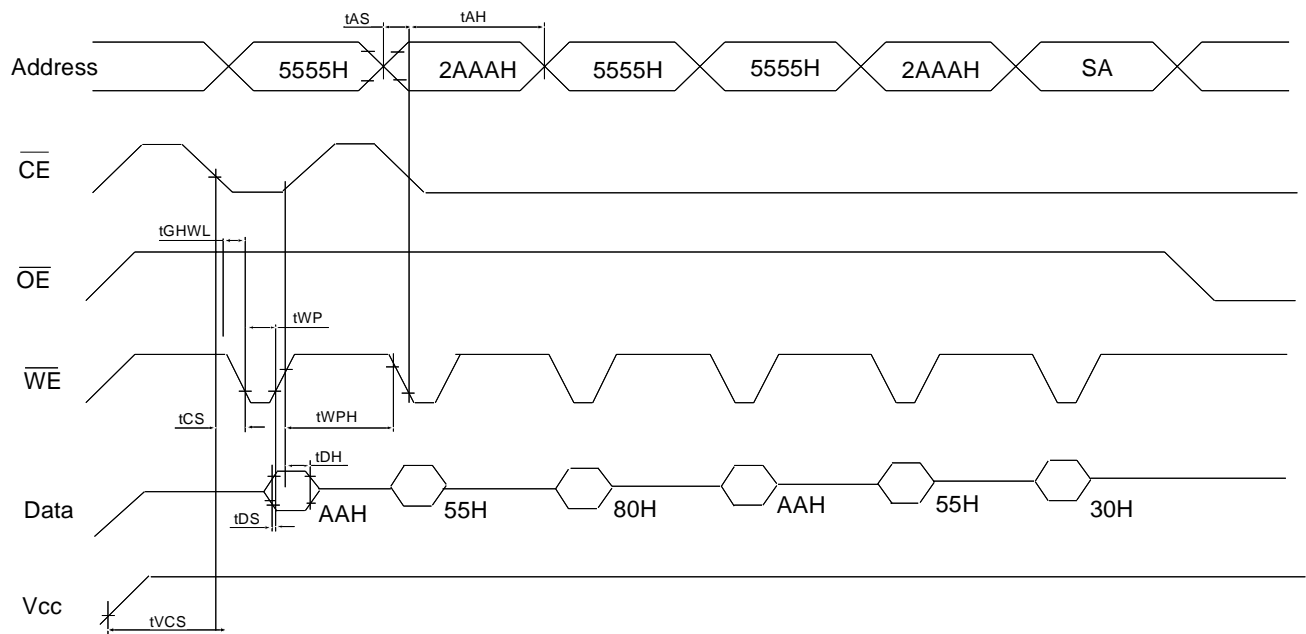 tAS tAH
Address 5555H 2AAAH 5555H 5555H 2AAAH SA
CE
tGHWL
OE
tWP
WE
tCS tWPH
tDH
Data AAH 55H 80H AAH 55H 30H
tDS
Vcc
tVCS